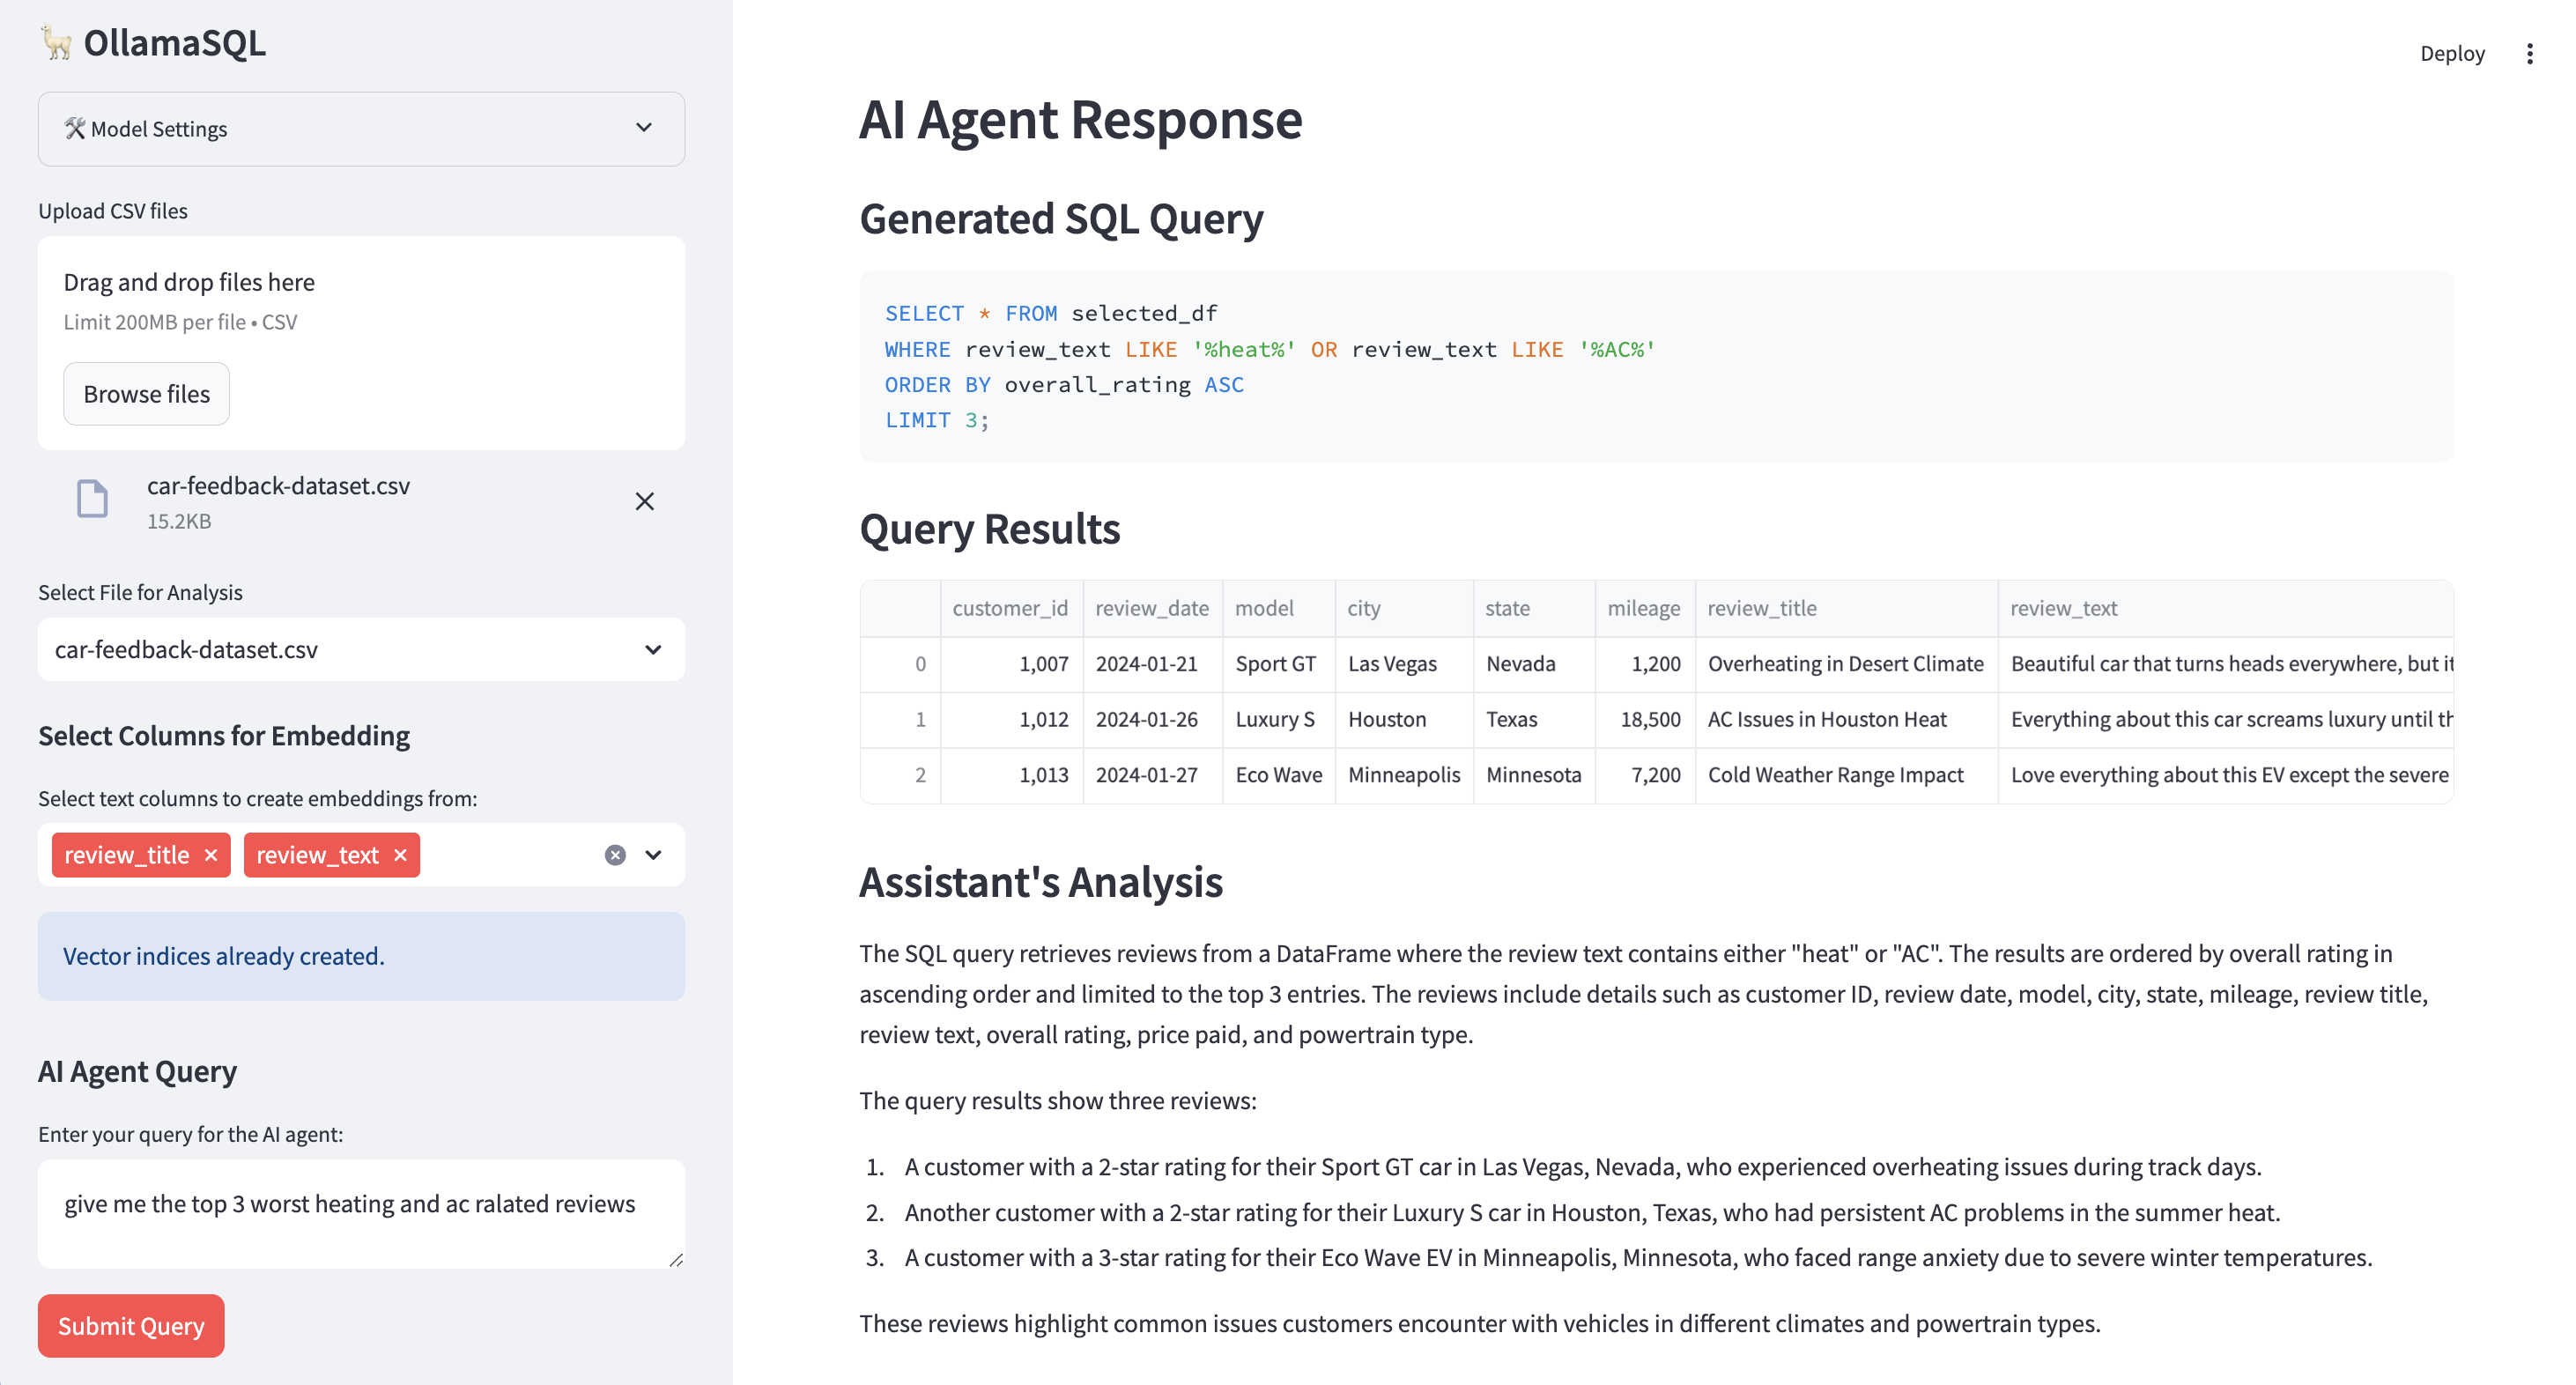 OllamaSQL
Model Settings
Upload CSV files
Drag and drop files here
Limit 200MB per file • CSV
Browse files
car-feedback-dataset.csv
15.2KB
Select File for Analysis
car-feedback-dataset.csv
Select Columns for Embedding
Select text columns to create embeddings from:
review_title review_text
Vector indices already created.
AI Agent Query
Enter your query for the AI agent:
give me the top 3 worst heating and ac ralated reviews
Submit Query
Deploy
AI Agent Response
Generated SQL Query
SELECT * FROM selected_df
WHERE review_text LIKE '%heat%' OR review_text LIKE '%AC%'
ORDER BY overall_rating ASC
LIMIT 3;
Query Results
customer_id review_date model city state mileage review_title review_text
0 1,007 2024-01-21 Sport GT Las Vegas Nevada 1,200 Overheating in Desert Climate Beautiful car that turns heads everywhere, but it
1 1,012 2024-01-26 Luxury S Houston Texas 18,500 AC Issues in Houston Heat Everything about this car screams luxury until th
2 1,013 2024-01-27 Eco Wave Minneapolis Minnesota 7,200 Cold Weather Range Impact Love everything about this EV except the severe
Assistant's Analysis
The SQL query retrieves reviews from a DataFrame where the review text contains either "heat" or "AC". The results are ordered by overall rating in
ascending order and limited to the top 3 entries. The reviews include details such as customer ID, review date, model, city, state, mileage, review title,
review text, overall rating, price paid, and powertrain type.
The query results show three reviews:
1. A customer with a 2-star rating for their Sport GT car in Las Vegas, Nevada, who experienced overheating issues during track days.
2. Another customer with a 2-star rating for their Luxury S car in Houston, Texas, who had persistent AC problems in the summer heat.
3. A customer with a 3-star rating for their Eco Wave EV in Minneapolis, Minnesota, who faced range anxiety due to severe winter temperatures.
These reviews highlight common issues customers encounter with vehicles in different climates and powertrain types.